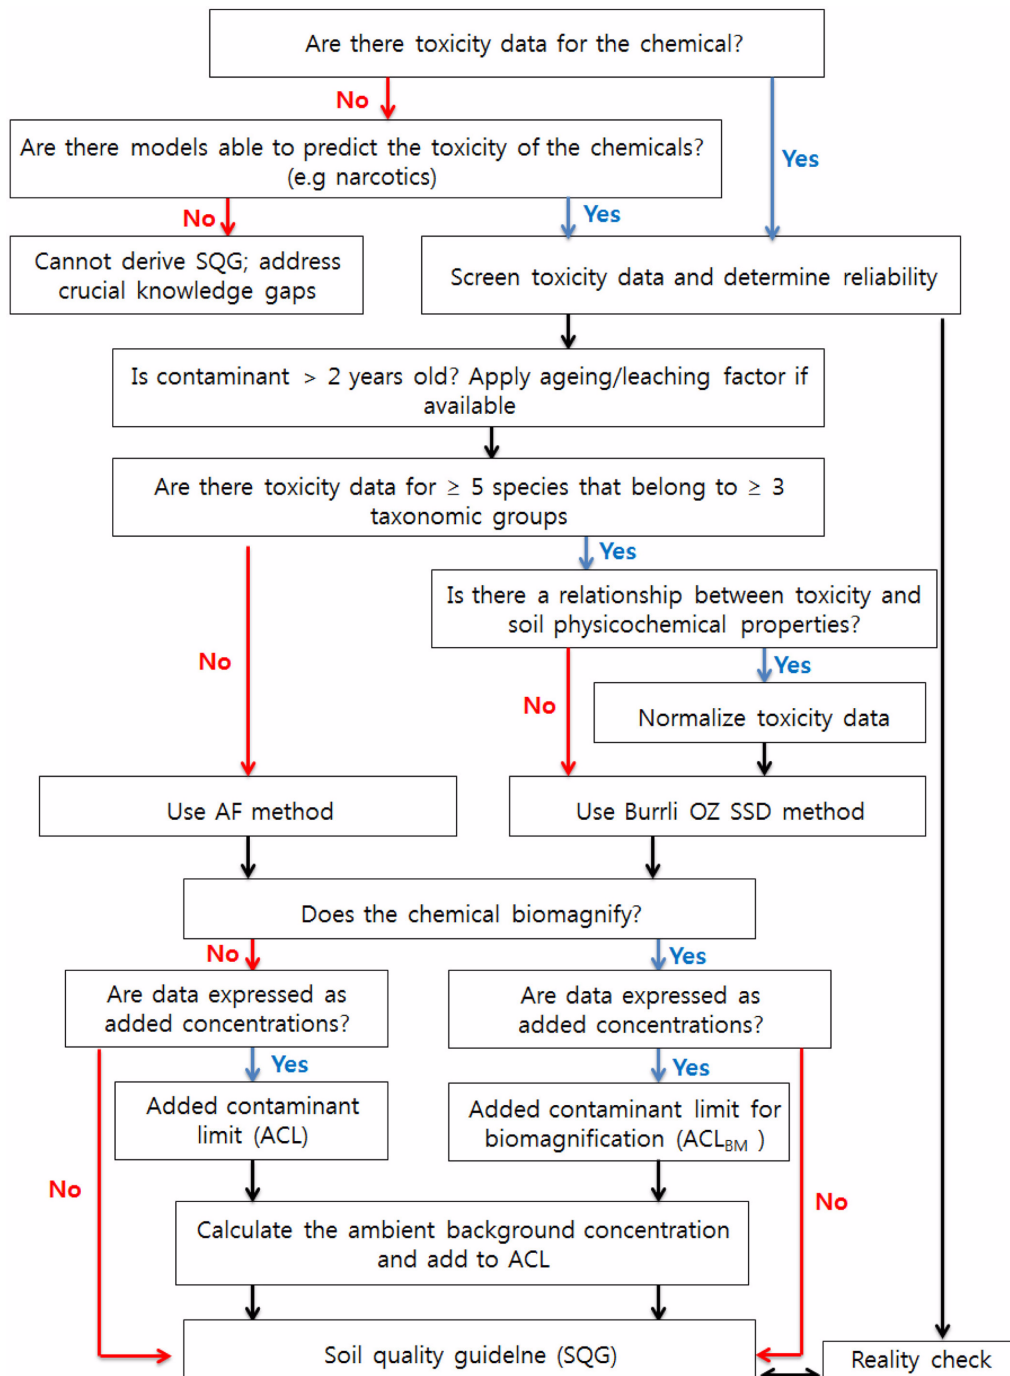 Are there toxicity data for the chemical?
No
Are there models able to predict the toxicity of the chemicals?
(e.g narcotics)
Yes
No
Yes
Cannot derive SQG; address
crucial knowledge gaps
Screen toxicity data and determine reliability
Is contaminant > 2 years old? Apply ageing/leaching factor if
available
Are there toxicity data for ≥ 5 species that belong to ≥ 3
taxonomic groups
Yes
Is there a relationship between toxicity and
soil physicochemical properties?
No
Yes
No
Normalize toxicity data
Use AF method
Use Burrli OZ SSD method
Does the chemical biomagnify?
No
Yes
Are data expressed as
added concentrations?
Are data expressed as
added concentrations?
Yes
Yes
Added contaminant
limit (ACL)
Added contaminant limit for
biomagnification (ACL_BM )
No
No
Calculate the ambient background concentration
and add to ACL
Soil quality guidelne (SQG)
Reality check